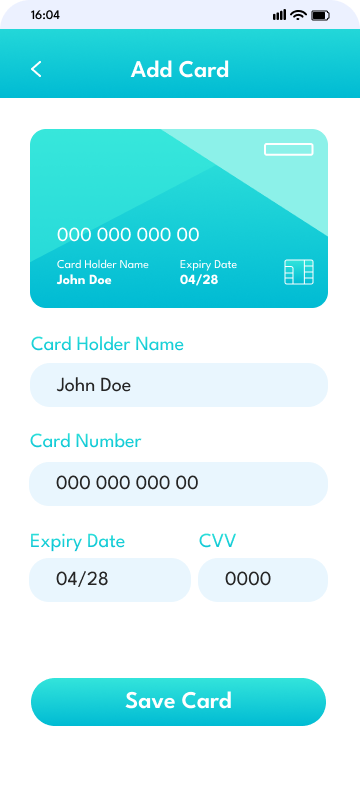 16:04
Add Card
000 000 000 00
Card Holder Name Expiry Date
John Doe 04/28
Card Holder Name
John Doe
Card Number
000 000 000 00
Expiry Date CVV
04/28 0000
Save Card